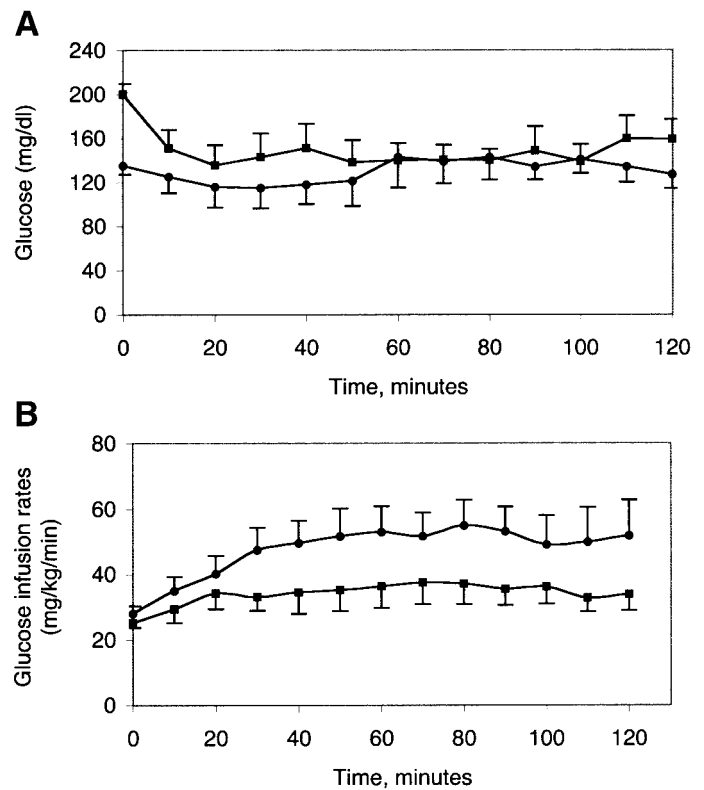 A
240
200
160
120
80
40
0
Glucose (mg/dl)
0 20 40 60 80 100 120
Time, minutes
B
80
60
40
20
0
Glucose infusion rates
(mg/kg/min)
0 20 40 60 80 100 120
Time, minutes